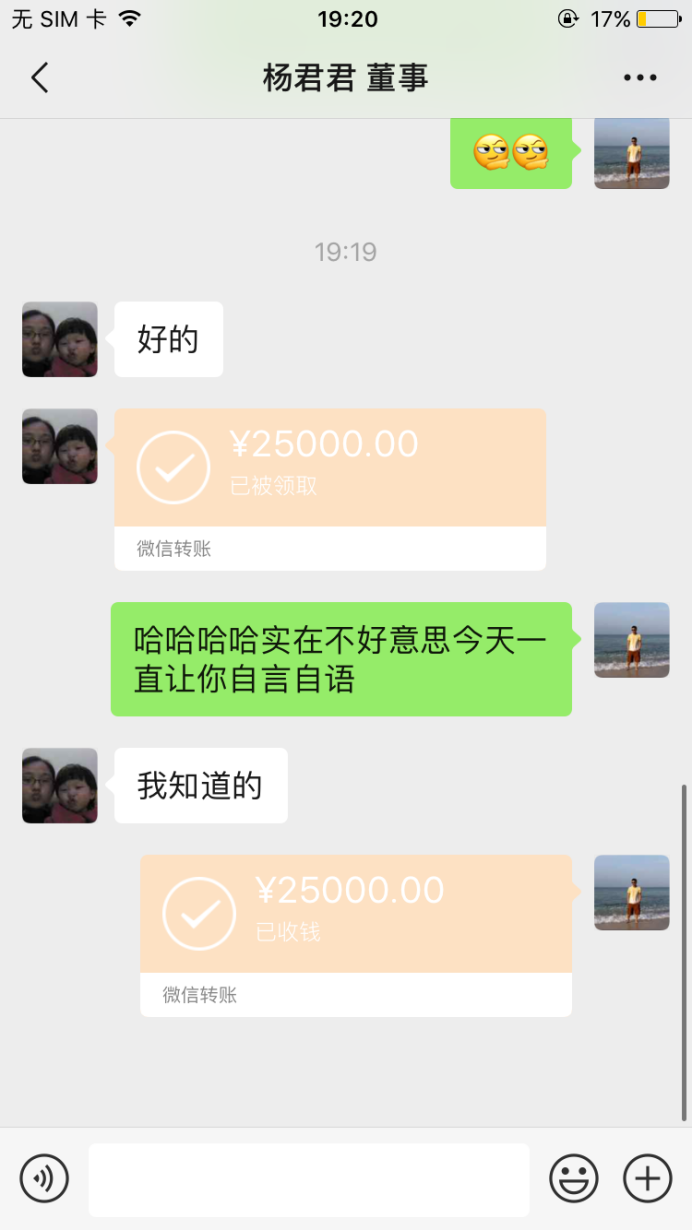 无 SIM 卡
19:20
17%
杨君君 董事
19:19
好的
¥25000.00
已被领取
微信转账
哈哈哈哈实在不好意思今天一
直让你自言自语
我知道的
¥25000.00
已收钱
微信转账